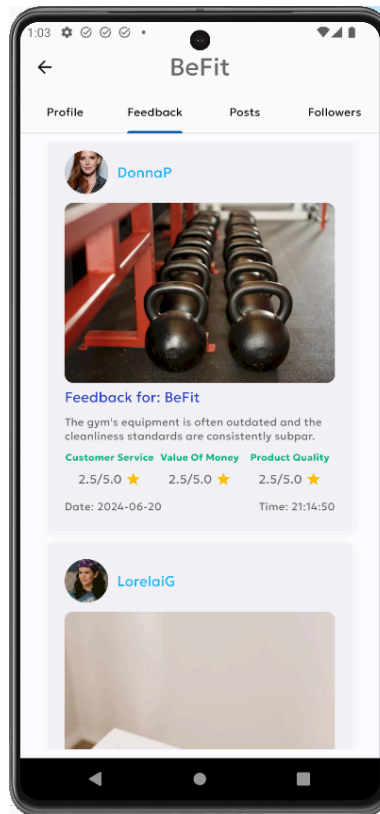 1:03
BeFit
Profile Feedback Posts Followers
DonnaP
Feedback for: BeFit
The gym's equipment is often outdated and the
cleanliness standards are consistently subpar.
Customer Service Value Of Money Product Quality
2.5/5.0 2.5/5.0 2.5/5.0
Date: 2024-06-20 Time: 21:14:50
LorelaiG